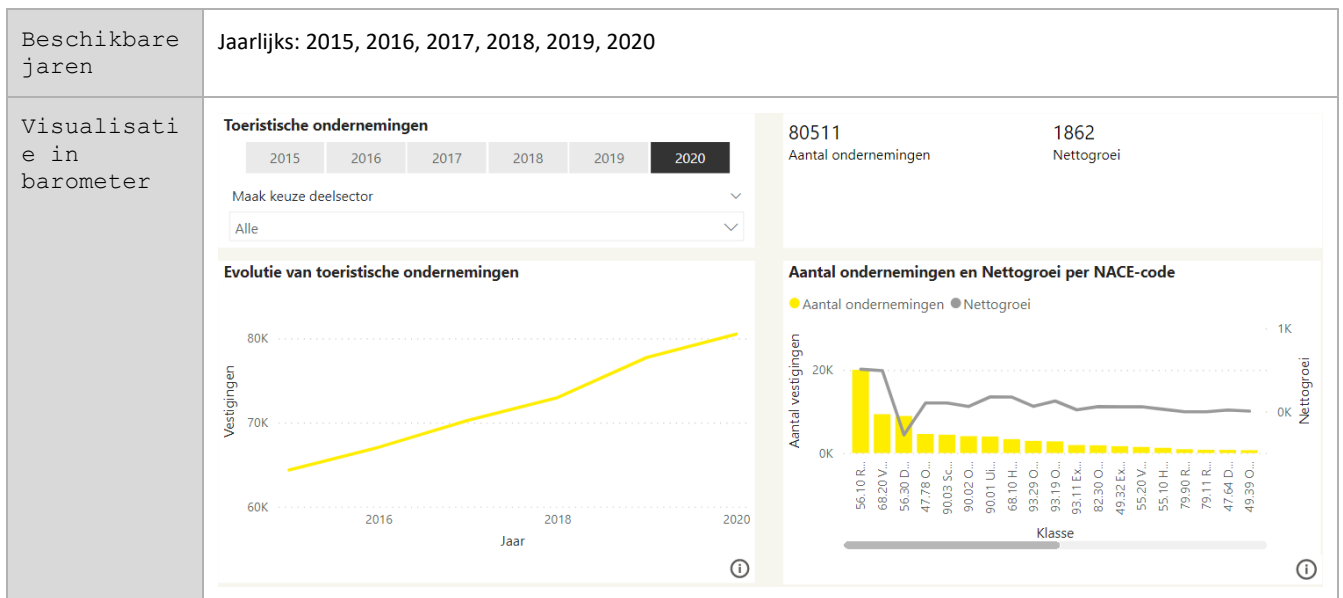 Beschikbare
jaren
Jaarlijks: 2015, 2016, 2017, 2018, 2019, 2020
Visualisati
e in
barometer
Toeristische ondernemingen
2015 2016 2017 2018 2019 2020
Maak keuze deelsector
Alle
80511 1862
Aantal ondernemingen Nettogroei
Evolutie van toeristische ondernemingen
80K
70K
60K
Vestigingen
2016 2018 2020
Jaar
Aantal ondernemingen en Nettogroei per NACE-code
Aantal ondernemingen Nettogroei
Aantal vestigingen
20K
10K
0K
1K
0K
Nettogroei
56.10 R...
68.20 V...
56.30 D...
47.78 O...
90.03 Sc...
90.02 O...
90.01 Ui...
68.10 H...
93.29 O...
93.19 O...
93.11 Ex...
82.30 O...
49.32 Ex...
55.20 V...
55.10 H...
79.90 R...
79.11 R...
47.64 D...
49.39 O...
Klasse